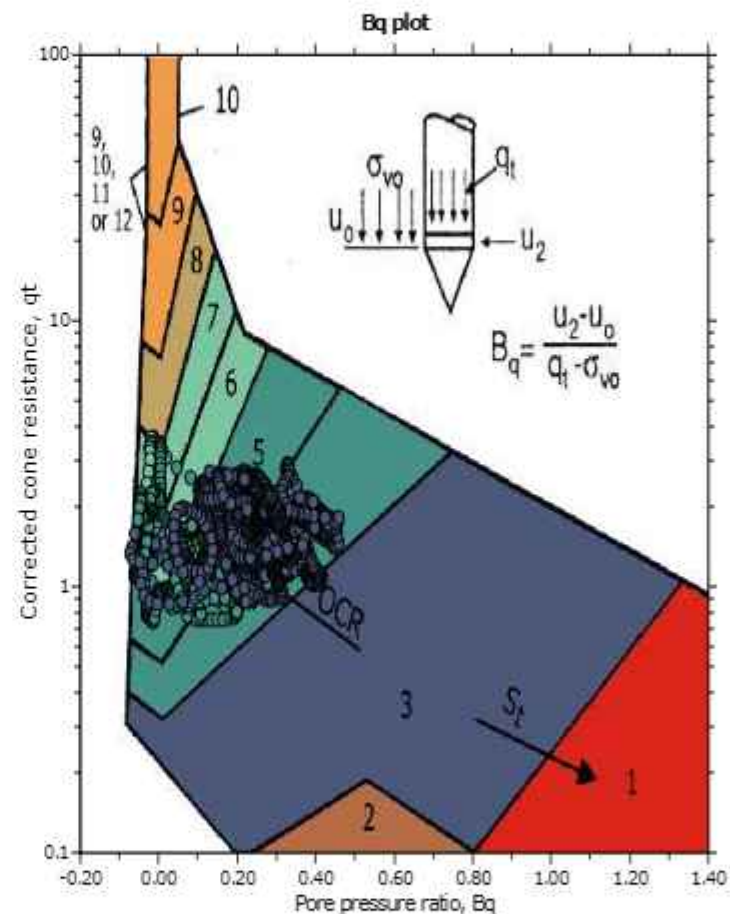 Bq plot
Corrected cone resistance, qt
100
10
1
0.1
-0.20
0.00
0.20
0.40
0.60
0.80
1.00
1.20
1.40
Pore pressure ratio, Bq
10
9,
10,
11
or 12
9
8
7
6
5
3
2
1
OCR
St
σvo
qt
uo
u2
Bq= u2-uo
qt -σvo